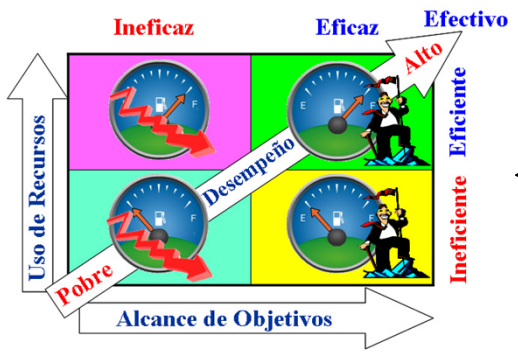 Ineficaz
Eficaz
Efectivo
Alto
Eficiente
Ineficiente
Uso de Recursos
Desempeño
Pobre
Alcance de Objetivos
F
E
F
F
E
F